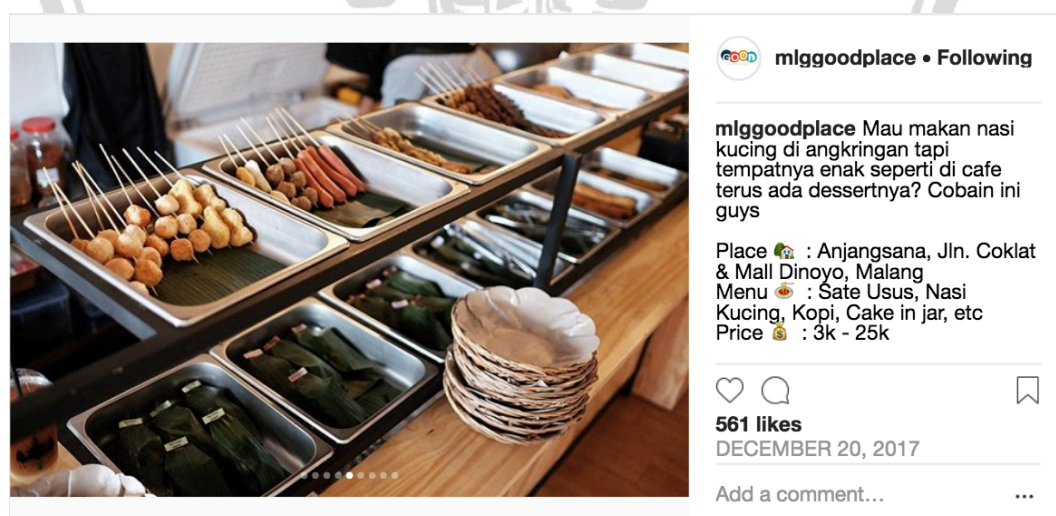 GOON
mlggoodplace • Following
mlggoodplace Mau makan nasi
kucing di angkringan tapi
tempatnya enak seperti di cafe
terus ada dessertnya? Cobain ini
guys
Place 🏡 : Anjangsana, Jln. Coklat
& Mall Dinoyo, Malang
Menu 🍜 : Sate Usus, Nasi
Kucing, Kopi, Cake in jar, etc
Price 💰 : 3k - 25k
561 likes
DECEMBER 20, 2017
Add a comment...